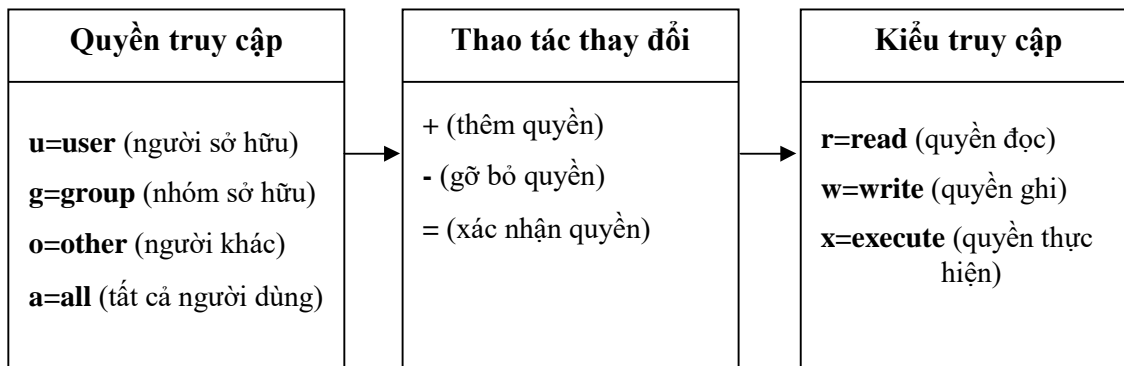 Quyền truy cập
u=user (người sở hữu)
g=group (nhóm sở hữu)
o=other (người khác)
a=all (tất cả người dùng)
Thao tác thay đổi
+ (thêm quyền)
- (gỡ bỏ quyền)
= (xác nhận quyền)
Kiểu truy cập
r=read (quyền đọc)
w=write (quyền ghi)
x=execute (quyền thực
hiện)